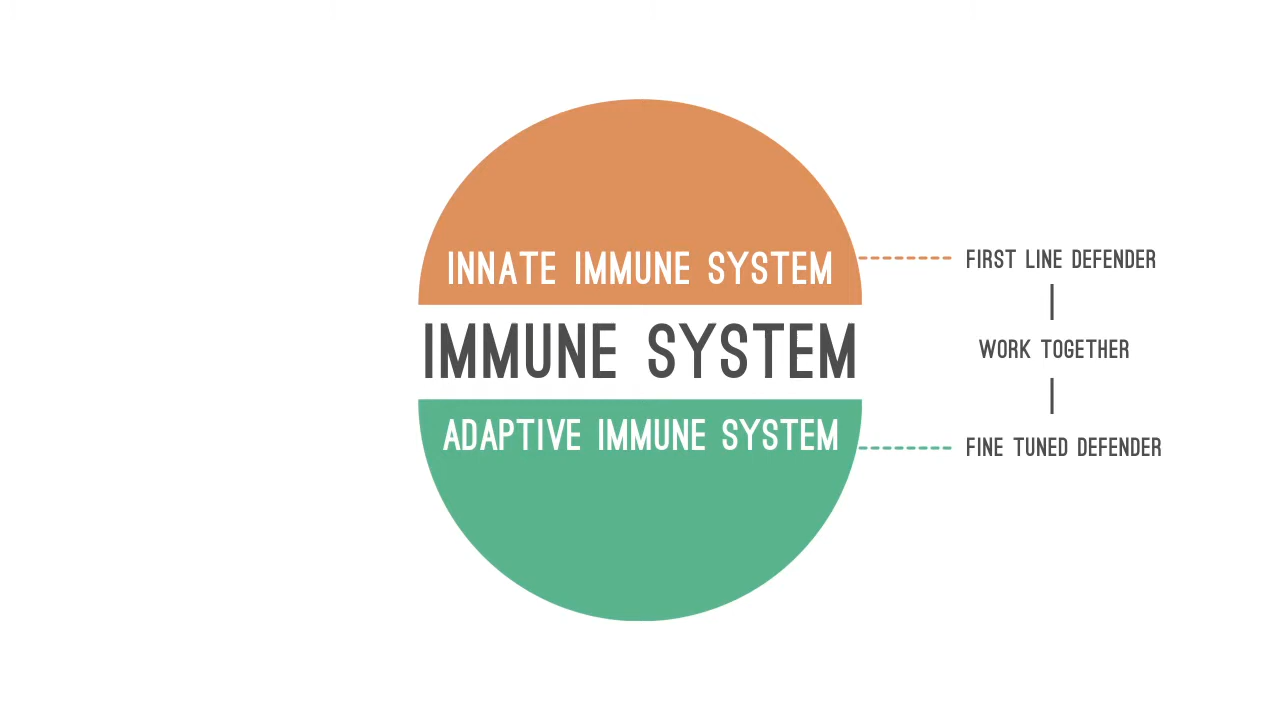 INNATE IMMUNE SYSTEM
FIRST LINE DEFENDER
IMMUNE SYSTEM
WORK TOGETHER
ADAPTIVE IMMUNE SYSTEM
FINE TUNED DEFENDER